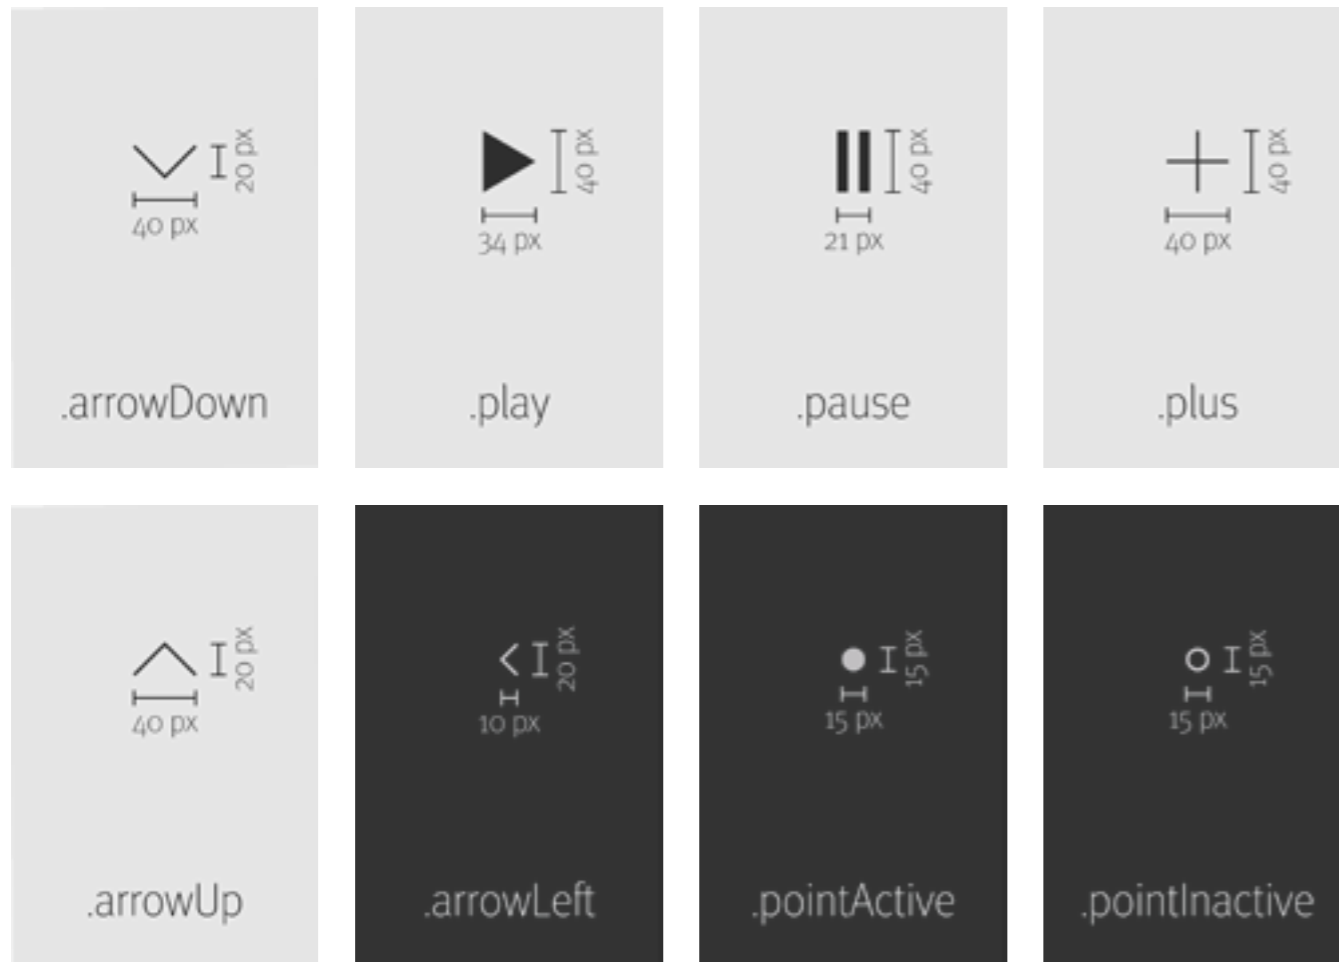 20 px
40 px
.arrowDown
40 px
34 px
.play
40 px
21 px
.pause
40 px
40 px
.plus
20 px
40 px
.arrowUp
20 px
10 px
.arrowLeft
15 px
15 px
.pointActive
15 px
15 px
.pointInactive